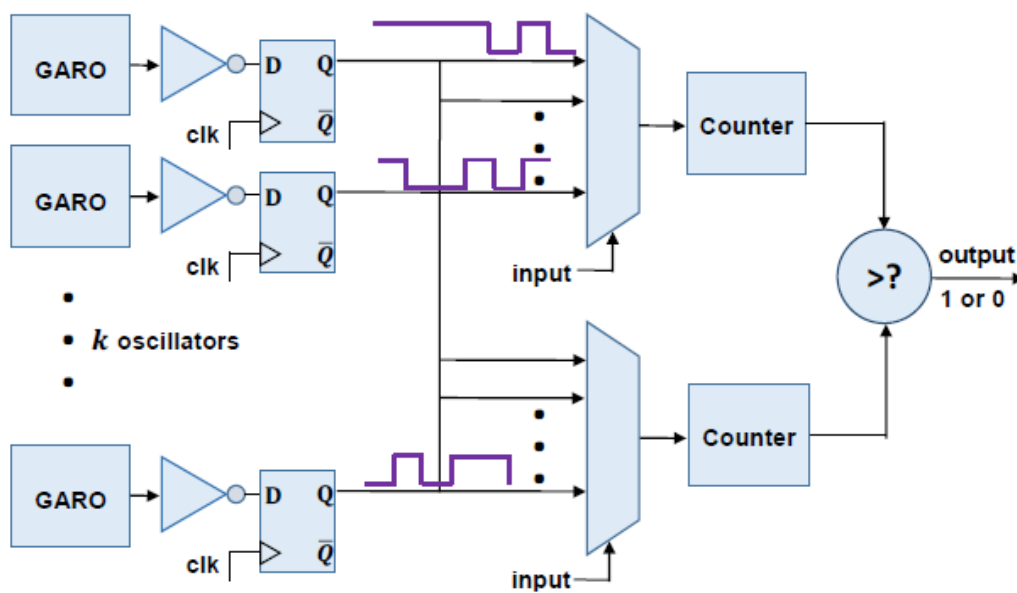 GARO
D Q
Q̅
clk
Counter
GARO
D Q
Q̅
clk
input
>?
output
1 or 0
k oscillators
GARO
D Q
Q̅
clk
Counter
input